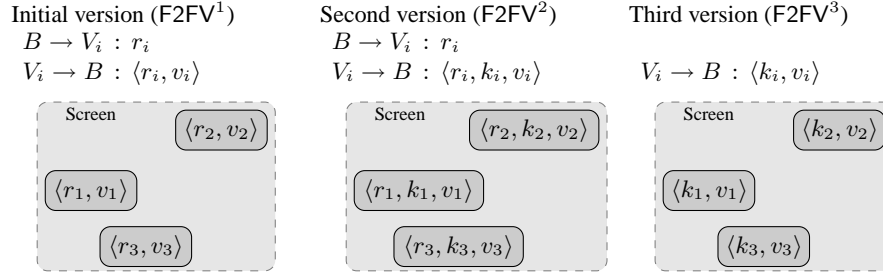 Initial version (F2FV¹)
B → Vᵢ : rᵢ
Vᵢ → B : ⟨rᵢ, vᵢ⟩
Screen
⟨r₂, v₂⟩
⟨r₁, v₁⟩
⟨r₃, v₃⟩
Second version (F2FV²)
B → Vᵢ : rᵢ
Vᵢ → B : ⟨rᵢ, kᵢ, vᵢ⟩
Screen
⟨r₂, k₂, v₂⟩
⟨r₁, k₁, v₁⟩
⟨r₃, k₃, v₃⟩
Third version (F2FV³)
Vᵢ → B : ⟨kᵢ, vᵢ⟩
Screen
⟨k₂, v₂⟩
⟨k₁, v₁⟩
⟨k₃, v₃⟩